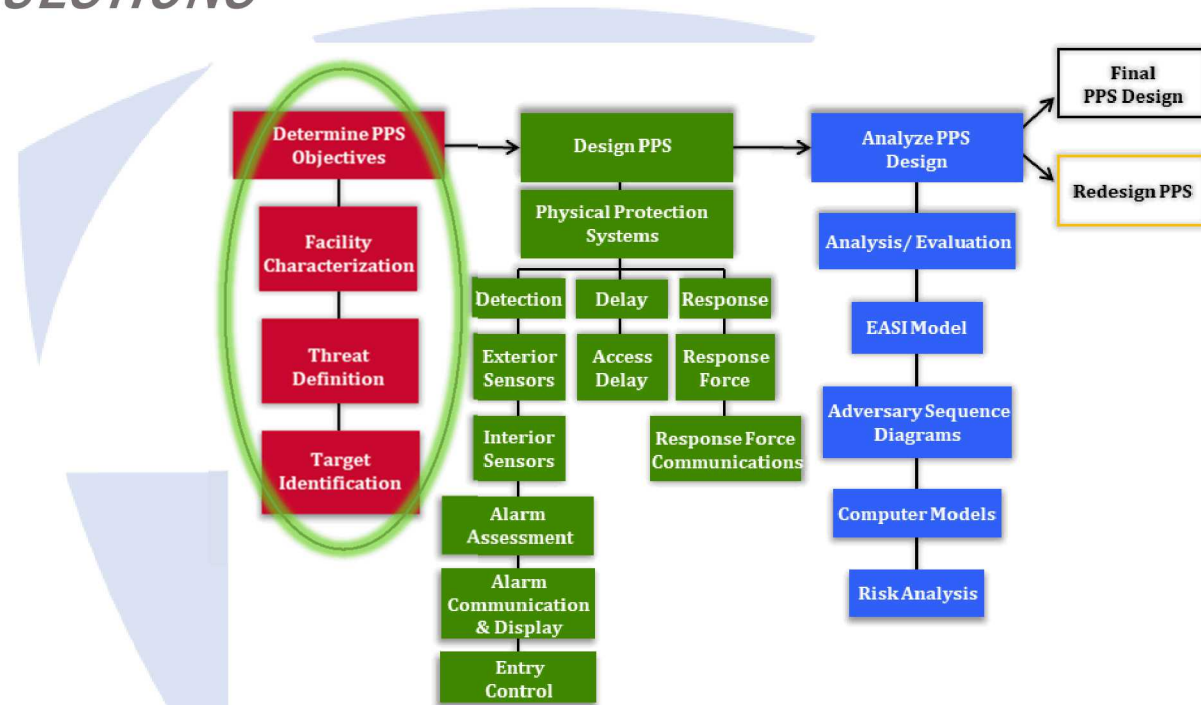 Determine PPS
Objectives
Facility
Characterization
Threat
Definition
Target
Identification
Design PPS
Physical Protection
Systems
Detection
Exterior
Sensors
Interior
Sensors
Alarm
Assessment
Alarm
Communication
& Display
Entry
Control
Delay
Access
Delay
Response
Response
Force
Response Force
Communications
Analyze PPS
Design
Analysis/ Evaluation
EASI Model
Adversary Sequence
Diagrams
Computer Models
Risk Analysis
Final
PPS Design
Redesign PPS